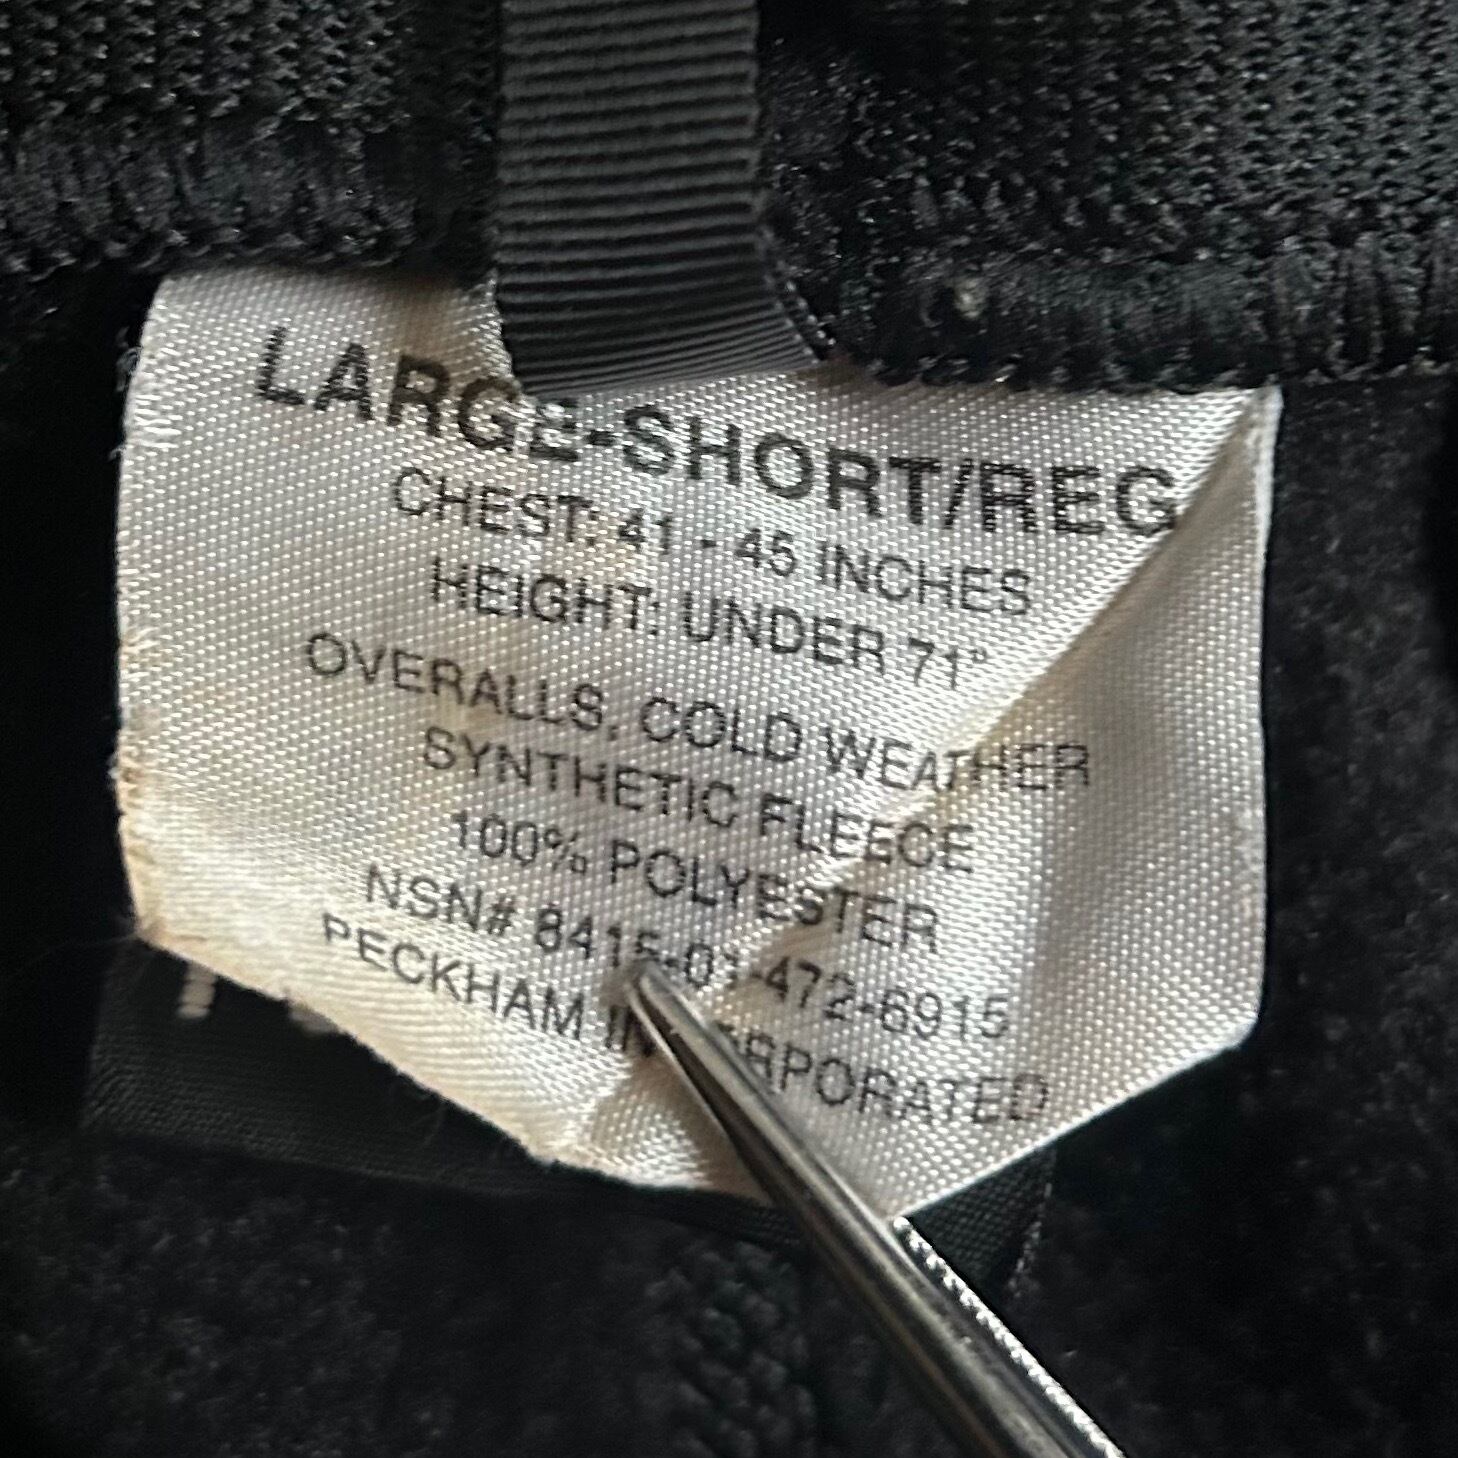 LARGE-SHORT/REG
CHEST: 41 - 45 INCHES
HEIGHT: UNDER 71"
OVERALLS, COLD WEATHER
SYNTHETIC FLEECE
100% POLYESTER
NSN# 8415-01-472-6915
PECKHAM